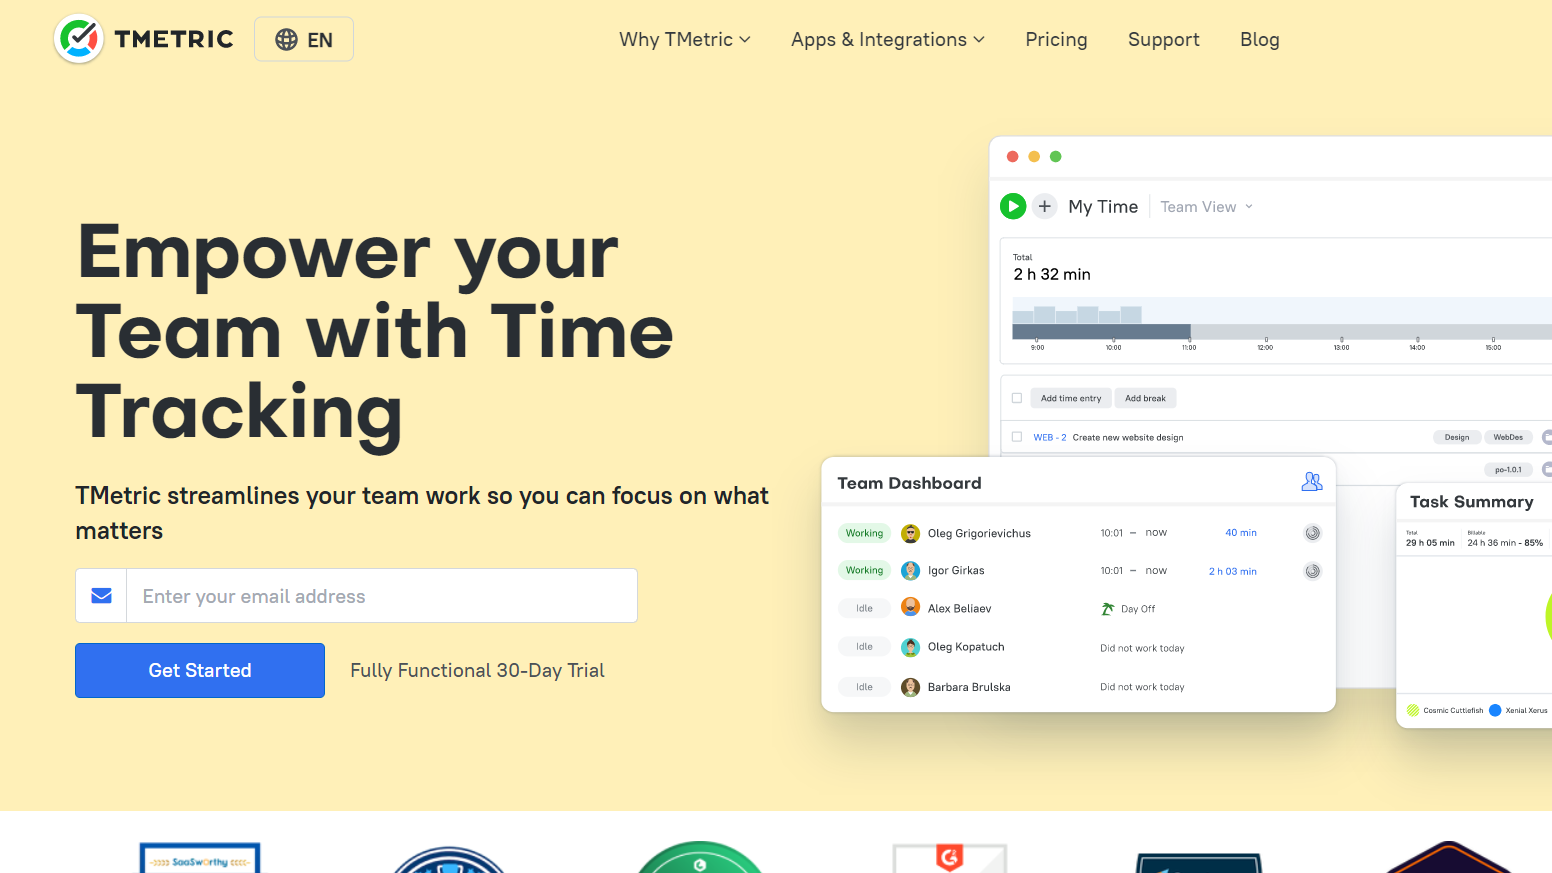 TMETRIC
EN
Why TMetric
Apps & Integrations
Pricing
Support
Blog
Empower your
Team with Time
Tracking
TMetric streamlines your team work so you can focus on what
matters
Enter your email address
Get Started
Fully Functional 30-Day Trial
My Time
Team View
Total
2 h 32 min
9:00 10:00 11:00 12:00 13:00 14:00 15:00
Add time entry Add break
WEB - 2 Create new website design Design WebDes
po-1.0.1
Team Dashboard
Working Oleg Grigorievichus 10:01 – now 40 min
Working Igor Girkas 10:01 – now 2 h 03 min
Idle Alex Beliaev Day Off
Idle Oleg Kopatuch Did not work today
Idle Barbara Brulska Did not work today
Task Summary
Total Billable
29 h 05 min 24 h 36 min - 85%
Cosmic Cuttlefish Xenial Xerus
SaaSworthy